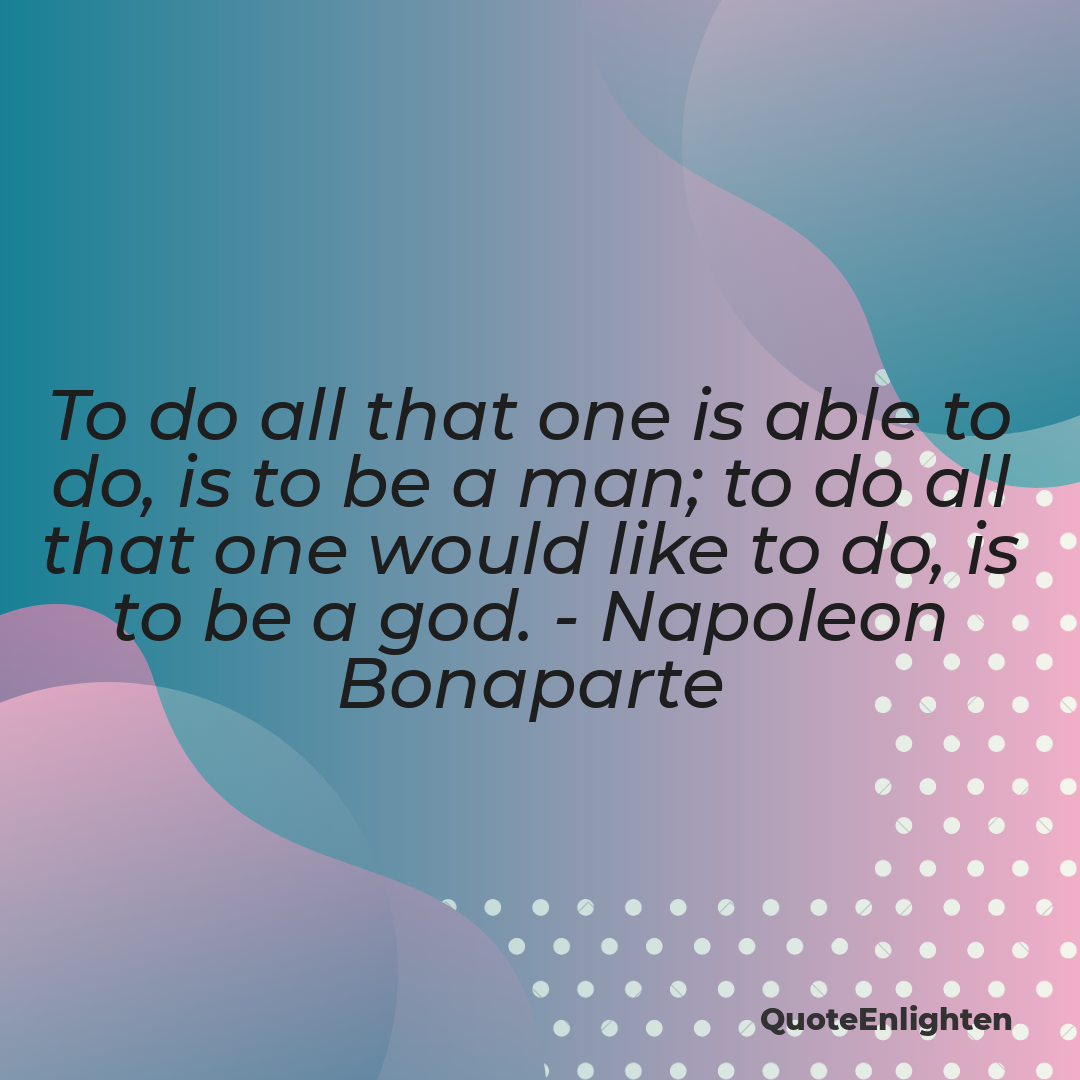 To do all that one is able to
do, is to be a man; to do all
that one would like to do, is
to be a god. - Napoleon
Bonaparte
QuoteEnlighten